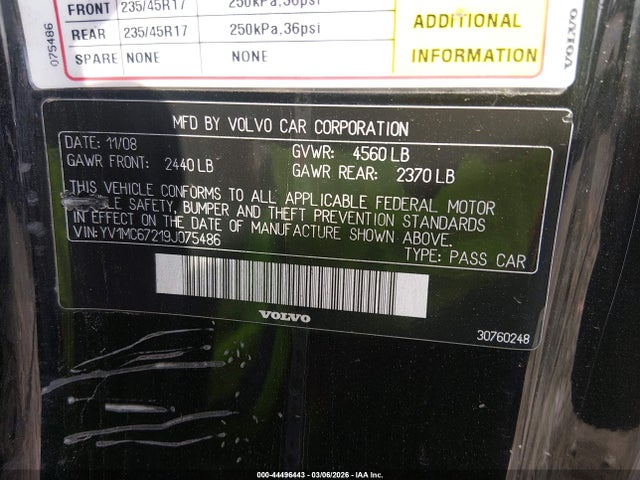 FRONT 235/45R17 250kPa,36psi
REAR 235/45R17 250kPa,36psi
SPARE NONE NONE
ADDITIONAL
INFORMATION
075486
VOLVO
MFD BY VOLVO CAR CORPORATION
DATE: 11/08 GVWR: 4560 LB
GAWR FRONT: 2440 LB GAWR REAR: 2370 LB
THIS VEHICLE CONFORMS TO ALL APPLICABLE FEDERAL MOTOR
SAFETY, BUMPER AND THEFT PREVENTION STANDARDS
IN EFFECT ON THE DATE OF MANUFACTURE SHOWN ABOVE.
VIN: YV1MC67219J075486
TYPE: PASS CAR
VOLVO
30760248
000-44496443 - 03/06/2026 - IAA Inc.